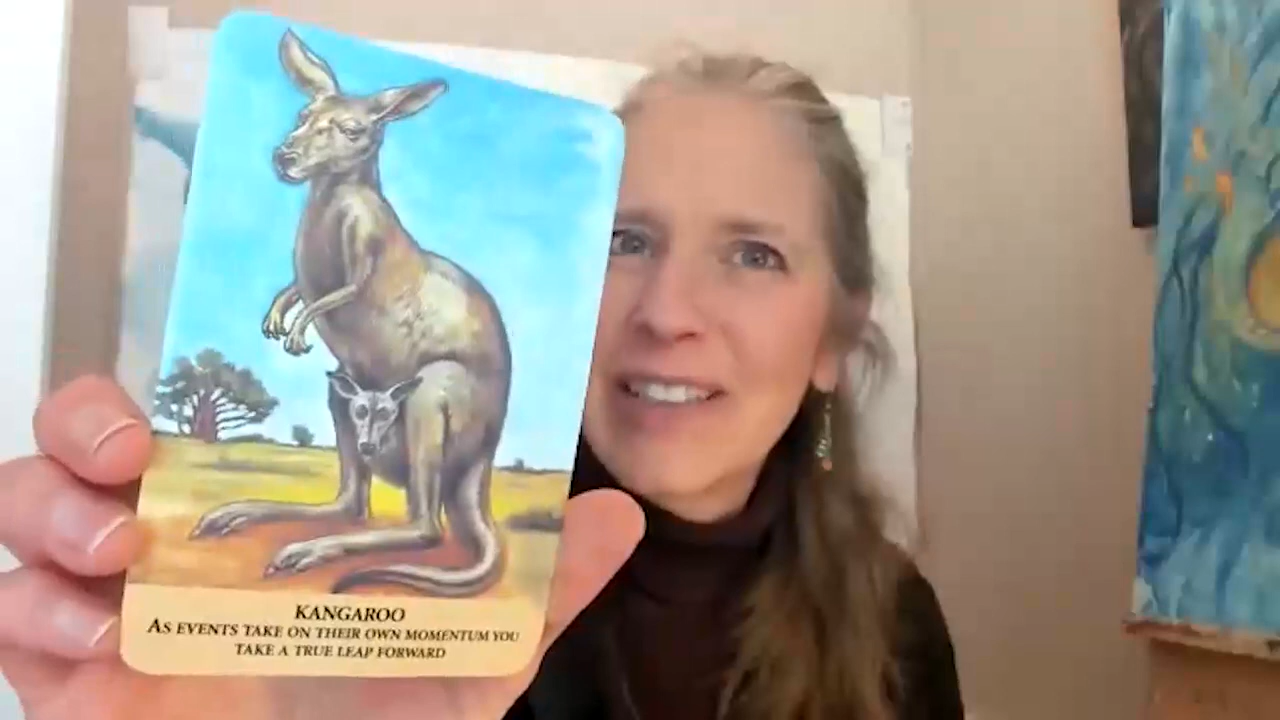 KANGAROO
AS EVENTS TAKE ON THEIR OWN MOMENTUM YOU
TAKE A TRUE LEAP FORWARD